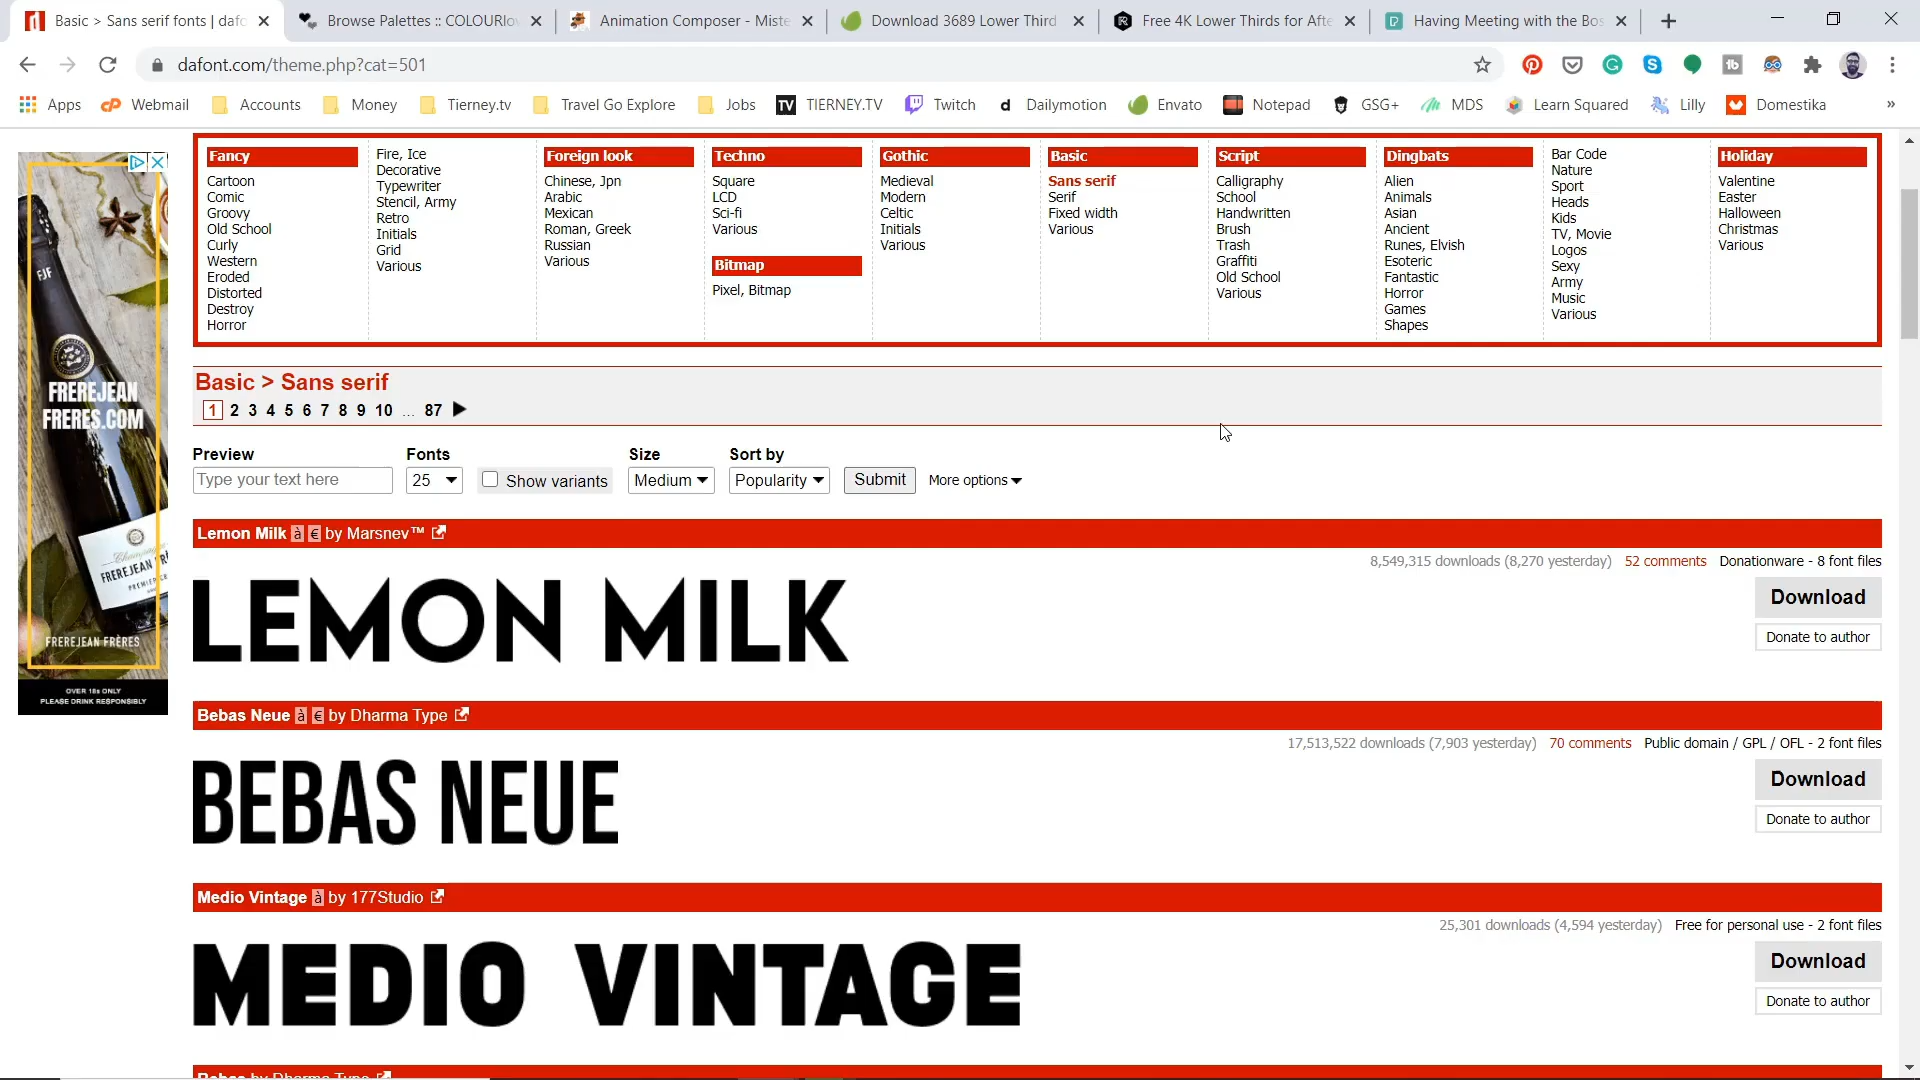 Basic > Sans serif fonts | dafo
Browse Palettes :: COLOURlov
Animation Composer - Miste
Download 3689 Lower Third
Free 4K Lower Thirds for Afte
Having Meeting with the Bos
dafont.com/theme.php?cat=501
Apps Webmail Accounts Money Tierney.tv Travel Go Explore Jobs TIERNEY.TV Twitch Dailymotion Envato Notepad GSG+ MDS Learn Squared Lilly Domestika »
Fancy
Cartoon
Comic
Groovy
Old School
Curly
Western
Eroded
Distorted
Destroy
Horror
Fire, Ice
Decorative
Typewriter
Stencil, Army
Retro
Initials
Grid
Various
Foreign look
Chinese, Jpn
Arabic
Mexican
Roman, Greek
Russian
Various
Techno
Square
LCD
Sci-fi
Various
Bitmap
Pixel, Bitmap
Gothic
Medieval
Modern
Celtic
Initials
Various
Basic
Sans serif
Serif
Fixed width
Various
Script
Calligraphy
School
Handwritten
Brush
Trash
Graffiti
Old School
Various
Dingbats
Alien
Animals
Asian
Ancient
Runes, Elvish
Esoteric
Fantastic
Horror
Games
Shapes
Bar Code
Nature
Sport
Heads
Kids
TV, Movie
Logos
Sexy
Army
Music
Various
Holiday
Valentine
Easter
Halloween
Christmas
Various
FJF
FREREJEAN
FRERES.COM
FREREJEAN FRÈRES
OVER 18s ONLY
PLEASE DRINK RESPONSIBLY
Basic > Sans serif
1 2 3 4 5 6 7 8 9 10 ... 87
Preview Fonts Size Sort by
Type your text here 25 Show variants Medium Popularity Submit More options
Lemon Milk à € by Marsnev™
8,549,315 downloads (8,270 yesterday) 52 comments Donationware - 8 font files
LEMON MILK
Download
Donate to author
Bebas Neue à € by Dharma Type
17,513,522 downloads (7,903 yesterday) 70 comments Public domain / GPL / OFL - 2 font files
BEBAS NEUE
Download
Donate to author
Medio Vintage à by 177Studio
25,301 downloads (4,594 yesterday) Free for personal use - 2 font files
MEDIO VINTAGE
Download
Donate to author
Bebas by Dharma Type